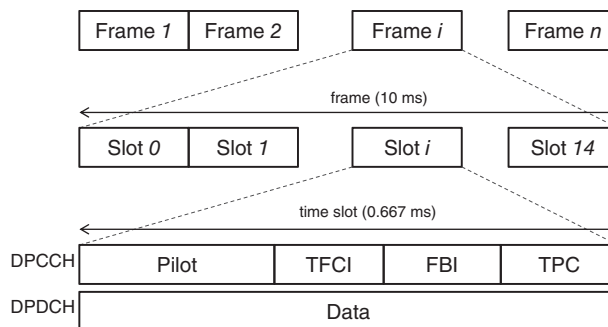 Frame 1 Frame 2 Frame i Frame n
frame (10 ms)
Slot 0 Slot 1 Slot i Slot 14
time slot (0.667 ms)
DPCCH Pilot TFCI FBI TPC
DPDCH Data